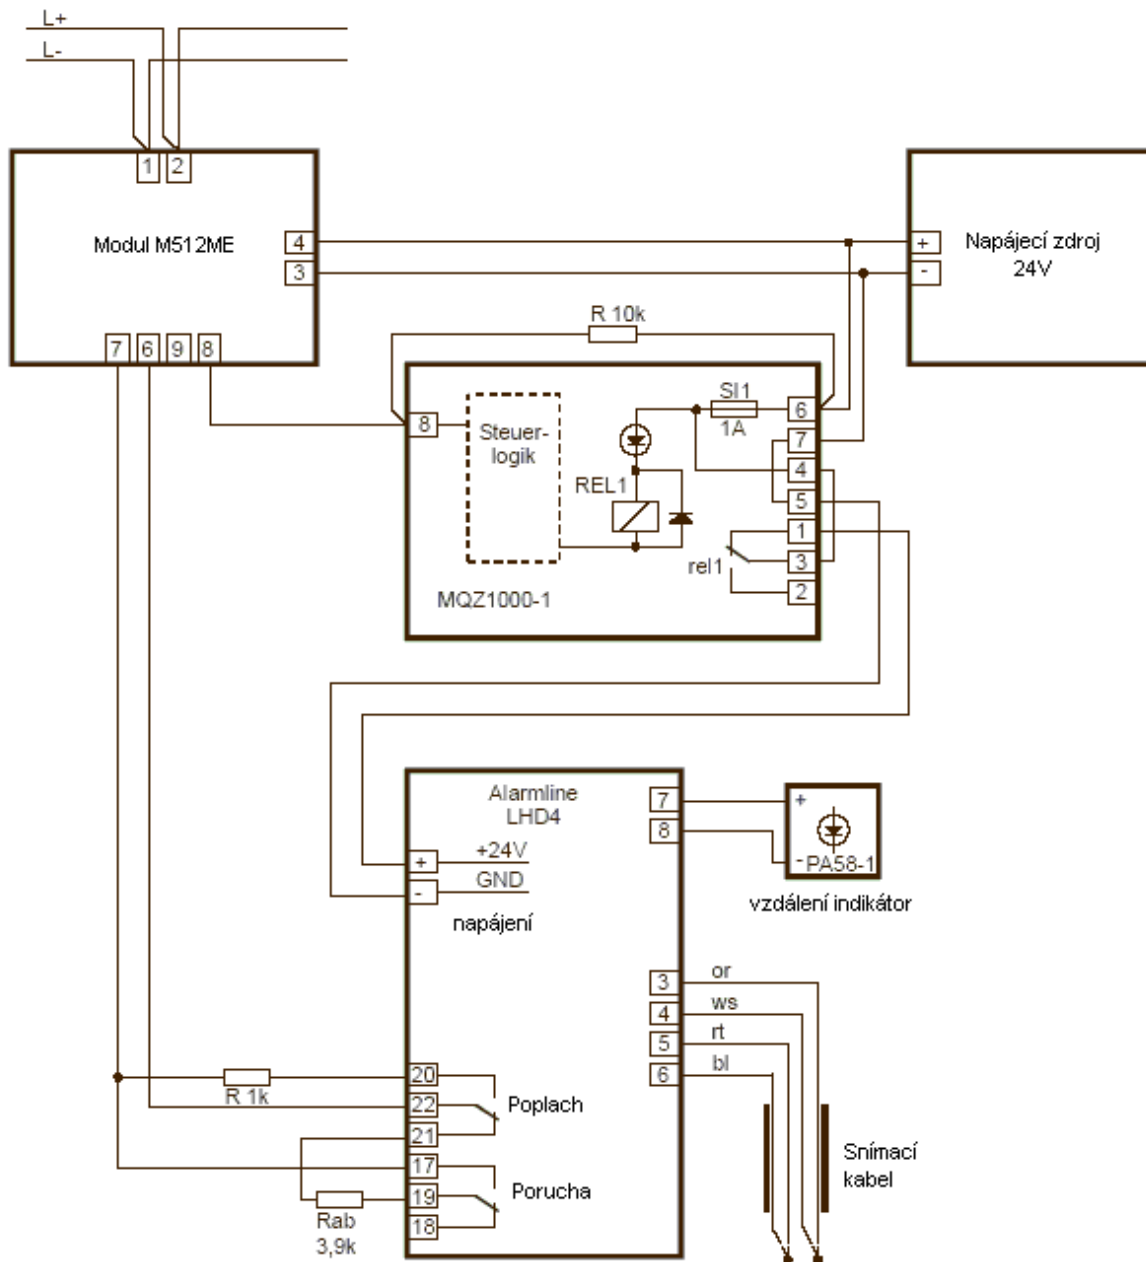 L+
L-
1 2
Modul M512ME
4
3
7 6 9 8
+
-
Napájecí zdroj
24V
R 10k
8
Steuer-
logik
SI1
1A
REL1
rel1
6
7
4
5
1
3
2
MQZ1000-1
Alarmline
LHD4
7
8
+
-PA58-1
vzdálení indikátor
+ +24V
- GND
napájení
3 or
4 ws
5 rt
6 bl
Snímací
kabel
R 1k
20
22
21
Poplach
17
19
18
Porucha
Rab
3,9k